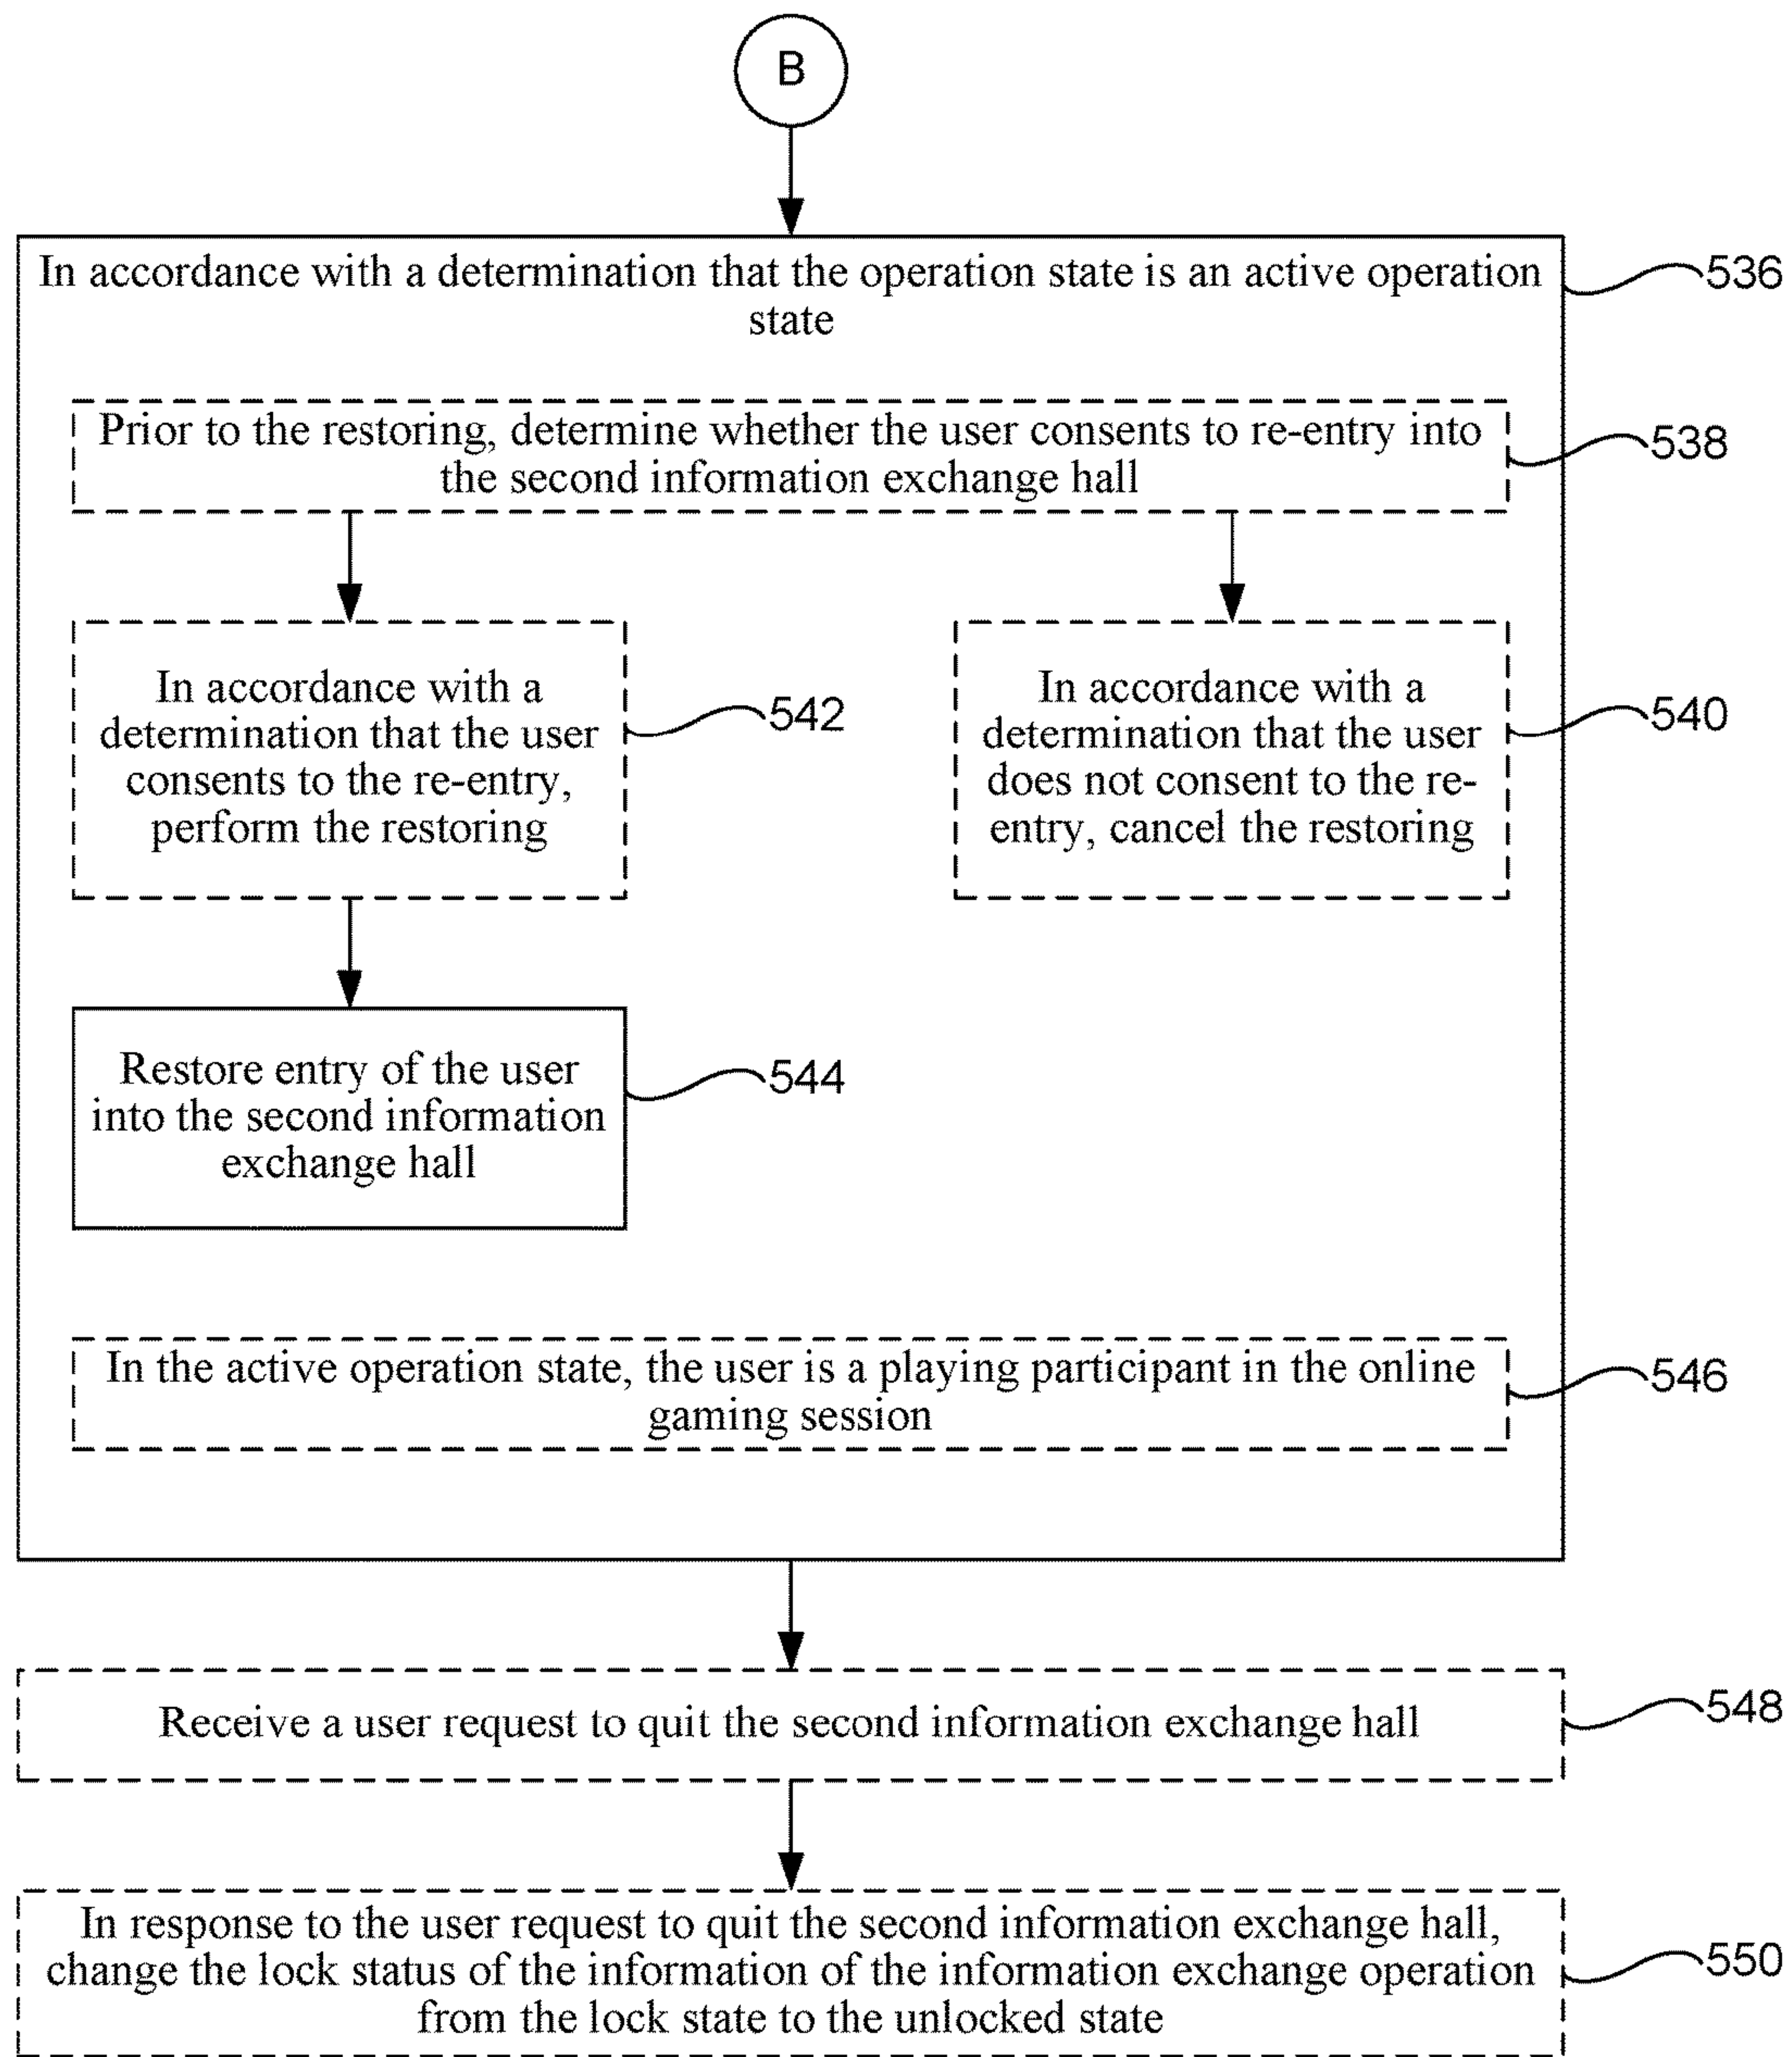 B
In accordance with a determination that the operation state is an active operation
state
536
Prior to the restoring, determine whether the user consents to re-entry into
the second information exchange hall
538
In accordance with a
determination that the user
consents to the re-entry,
perform the restoring
542
In accordance with a
determination that the user
does not consent to the re-
entry, cancel the restoring
540
Restore entry of the user
into the second information
exchange hall
544
In the active operation state, the user is a playing participant in the online
gaming session
546
Receive a user request to quit the second information exchange hall
548
In response to the user request to quit the second information exchange hall,
change the lock status of the information of the information exchange operation
from the lock state to the unlocked state
550